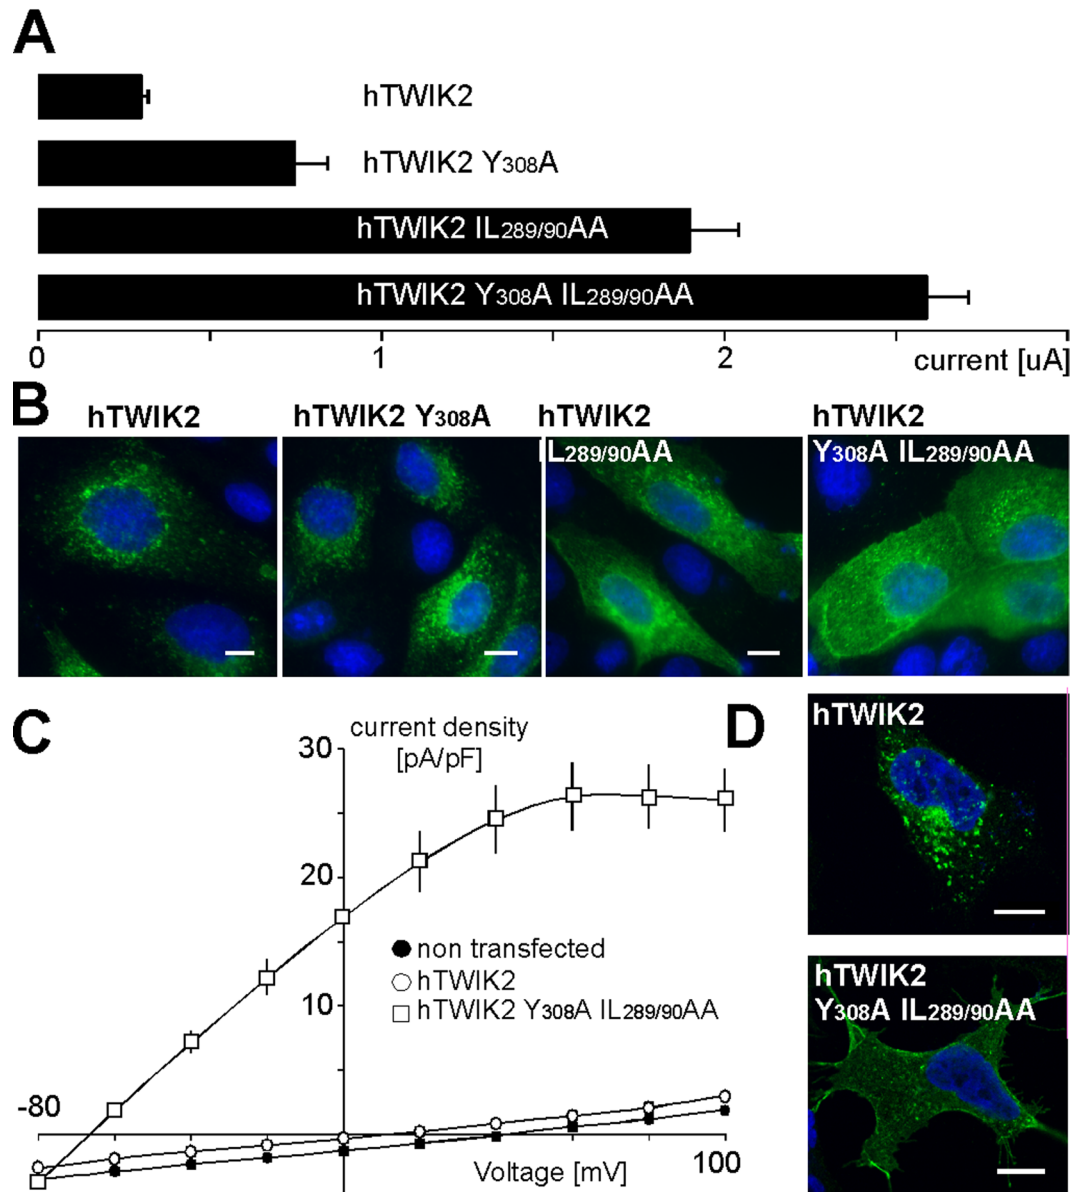 A
hTWIK2
hTWIK2 Y308A
hTWIK2 IL289/90AA
hTWIK2 Y308A IL289/90AA
0 1 2 current [uA]
B
hTWIK2
hTWIK2 Y308A
hTWIK2
IL289/90AA
hTWIK2
Y308A IL289/90AA
C
current density
[pA/pF]
30
20
10
non transfected
hTWIK2
hTWIK2 Y308A IL289/90AA
-80
Voltage [mV]
100
D
hTWIK2
hTWIK2
Y308A IL289/90AA